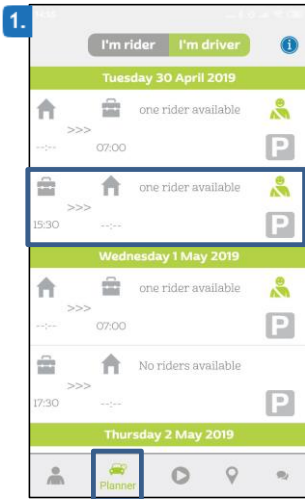 1.
I'm rider I'm driver i
Tuesday 30 April 2019
one rider available
>>>
--:-- 07:00 P
one rider available
>>>
15:30 --:-- P
Wednesday 1 May 2019
one rider available
>>>
--:-- 07:00 P
No riders available
>>>
17:30 --:-- P
Thursday 2 May 2019
Planner